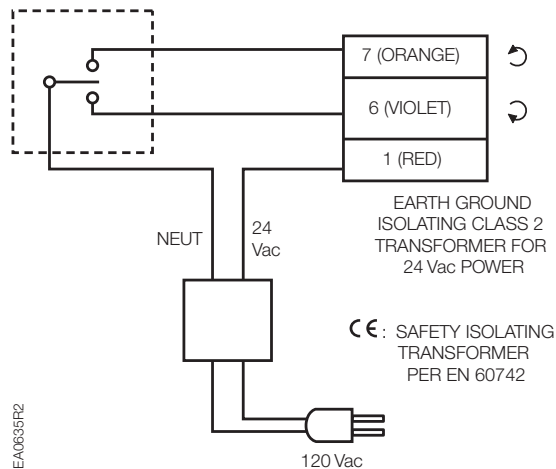 7 (ORANGE)
6 (VIOLET)
1 (RED)
EARTH GROUND
ISOLATING CLASS 2
TRANSFORMER FOR
24 Vac POWER
NEUT
24
Vac
CE : SAFETY ISOLATING
TRANSFORMER
PER EN 60742
120 Vac
EA0635R2